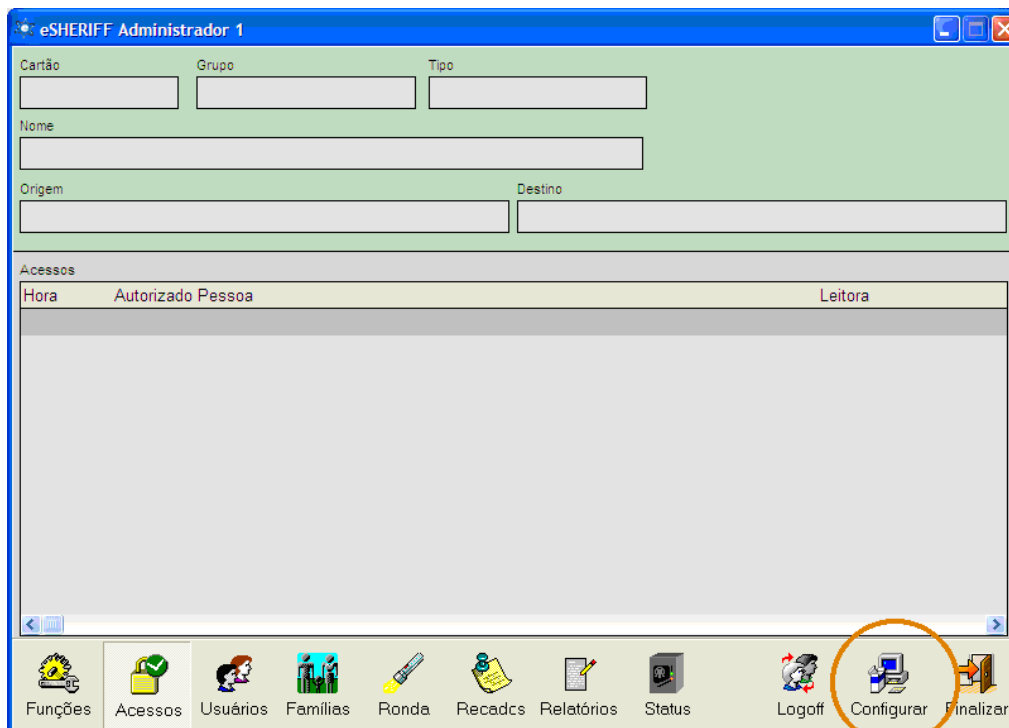 eSHERIFF Administrador 1
Cartão Grupo Tipo
Nome
Origem Destino
Acessos
Hora Autorizado Pessoa Leitora
Funções Acessos Usuários Famílias Ronda Recados Relatórios Status Logoff Configurar Finalizar